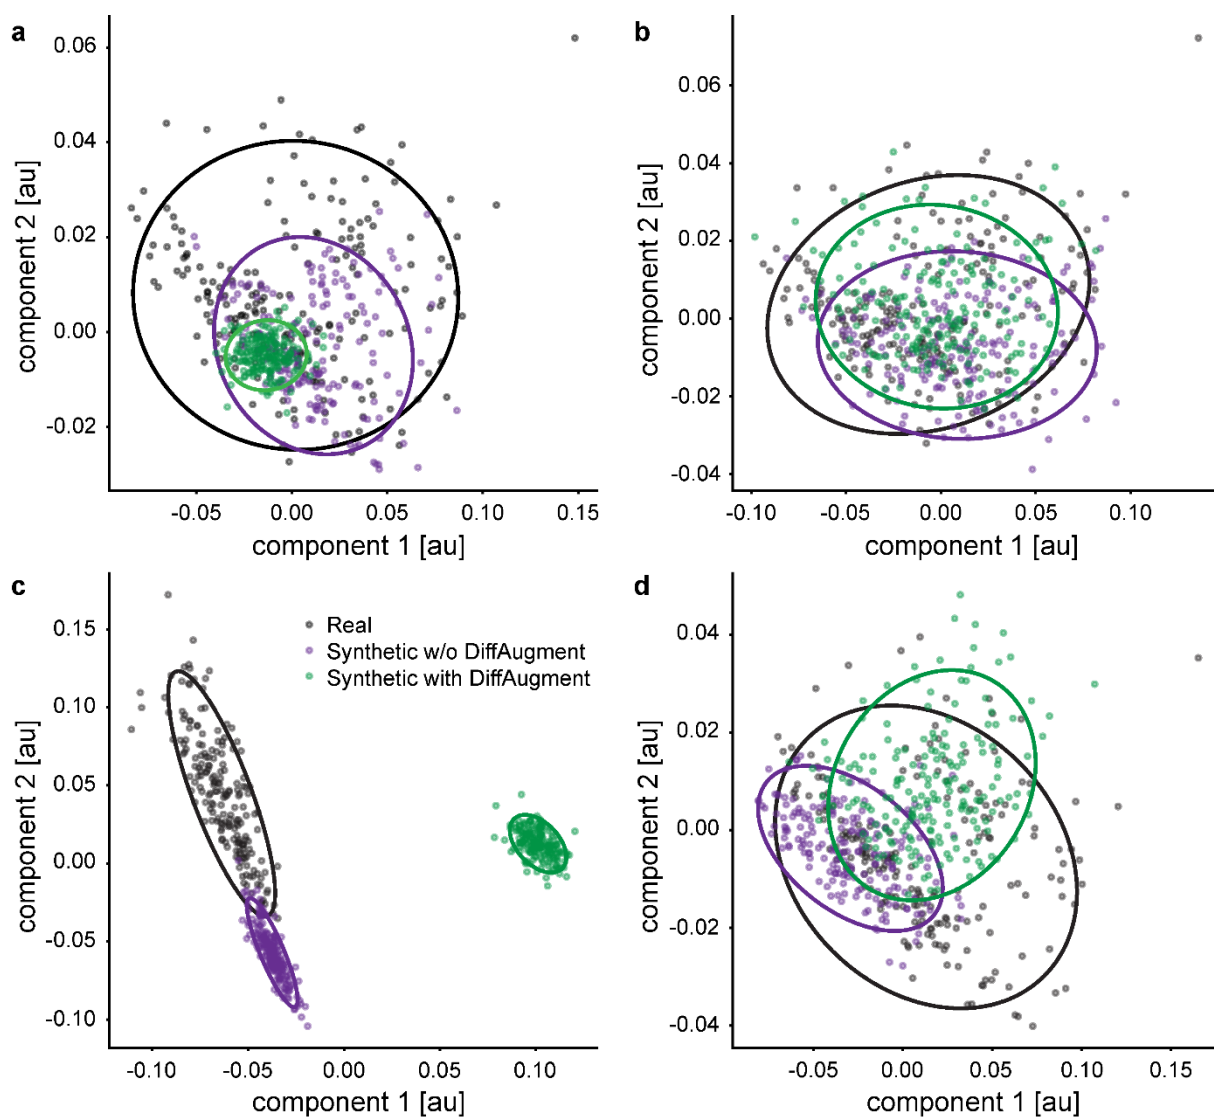 a
0.06
0.04
0.02
0.00
-0.02
component 2 [au]
-0.05 0.00 0.05 0.10 0.15
component 1 [au]
b
0.06
0.04
0.02
0.00
-0.02
-0.04
component 2 [au]
-0.10 -0.05 0.00 0.05 0.10
component 1 [au]
c
0.15
0.10
0.05
0.00
-0.05
-0.10
component 2 [au]
Real
Synthetic w/o DiffAugment
Synthetic with DiffAugment
-0.10 -0.05 0.00 0.05 0.10
component 1 [au]
d
0.04
0.02
0.00
-0.02
-0.04
component 2 [au]
-0.05 0.00 0.05 0.10 0.15
component 1 [au]